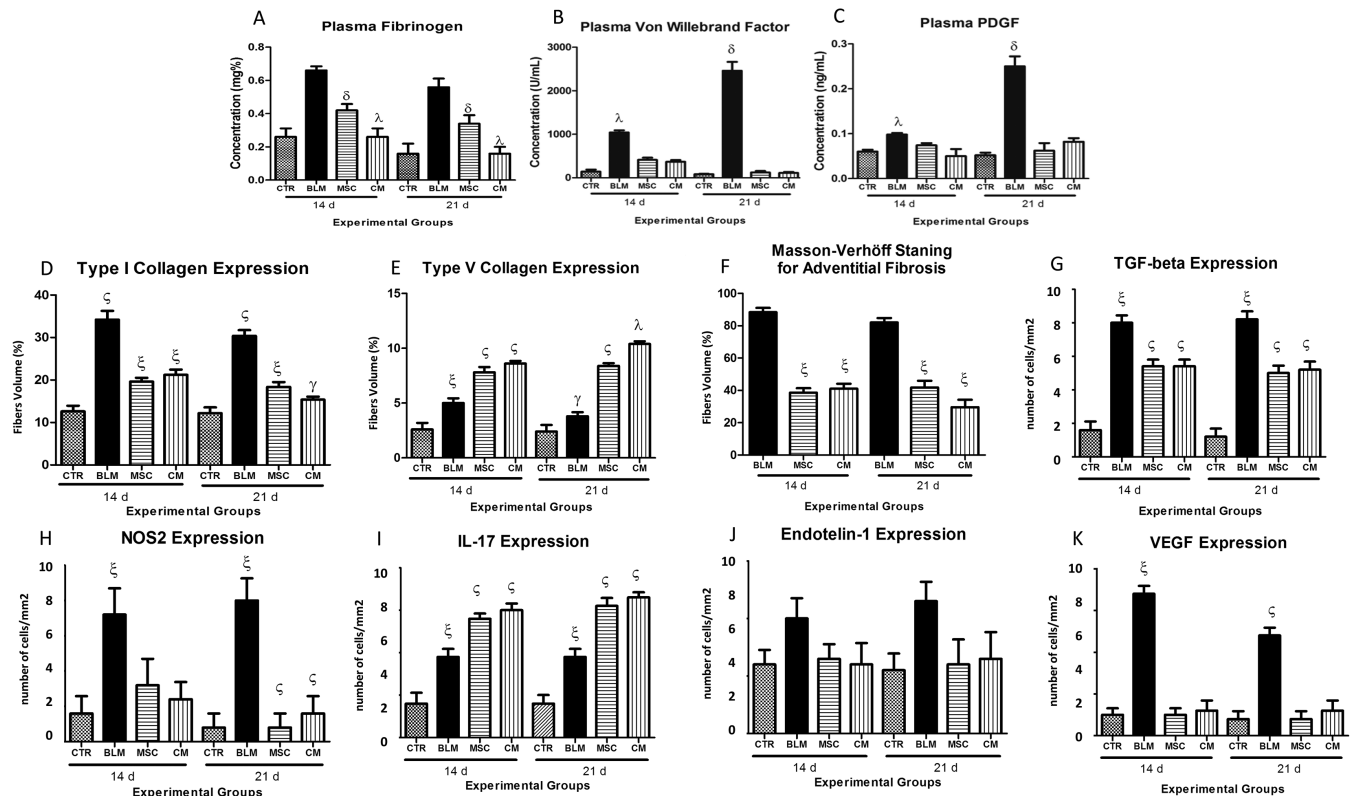 A
Plasma Fibrinogen
Concentration (mg%)
0.8
0.6
0.4
0.2
0.0
δ
λ
δ
λ
CTR BLM MSC CM CTR BLM MSC CM
14 d 21 d
Experimental Groups
B
Plasma Von Willebrand Factor
Concentration (U/mL)
3000
2000
1000
0
λ
δ
CTR BLM MSC CM CTR BLM MSC CM
14 d 21 d
Experimental Groups
C
Plasma PDGF
Concentration (ng/mL)
0.3
0.2
0.1
0.0
λ
δ
CTR BLM MSC CM CTR BLM MSC CM
14 d 21 d
Experimental Groups
D
Type I Collagen Expression
Fibers Volume (%)
40
30
20
10
0
ς
ξ
ξ
ς
ξ
γ
CTR BLM MSC CM CTR BLM MSC CM
14 d 21 d
Experimental Groups
E
Type V Collagen Expression
Fibers Volume (%)
15
10
5
0
ξ
ς
ς
γ
ς
λ
CTR BLM MSC CM CTR BLM MSC CM
14 d 21 d
Experimental Groups
F
Masson-Verhöff Staning
for Adventitial Fibrosis
Fibers Volume (%)
100
80
60
40
20
0
ξ
ξ
ξ
ξ
BLM MSC CM BLM MSC CM
14 d 21 d
Experimental Groups
G
TGF-beta Expression
number of cells/mm2
10
8
6
4
2
0
ξ
ς
ς
ξ
ς
ς
CTR BLM MSC CM CTR BLM MSC CM
14 d 21 d
Experimental Groups
H
NOS2 Expression
number of cells/mm2
10
8
6
4
2
0
ξ
ξ
ς
ς
CTR BLM MSC CM CTR BLM MSC CM
14 d 21 d
Experimental Groups
I
IL-17 Expression
number of cells/mm2
10
8
6
4
2
0
ξ
ς
ς
ξ
ς
ς
CTR BLM MSC CM CTR BLM MSC CM
14 d 21 d
Experimental Groups
J
Endotelin-1 Expression
number of cells/mm2
10
8
6
4
2
0
CTR BLM MSC CM CTR BLM MSC CM
14 d 21 d
Experimental Groups
K
VEGF Expression
number of cells/mm2
10
8
6
4
2
0
ξ
ς
CTR BLM MSC CM CTR BLM MSC CM
14 d 21 d
Experimental Groups